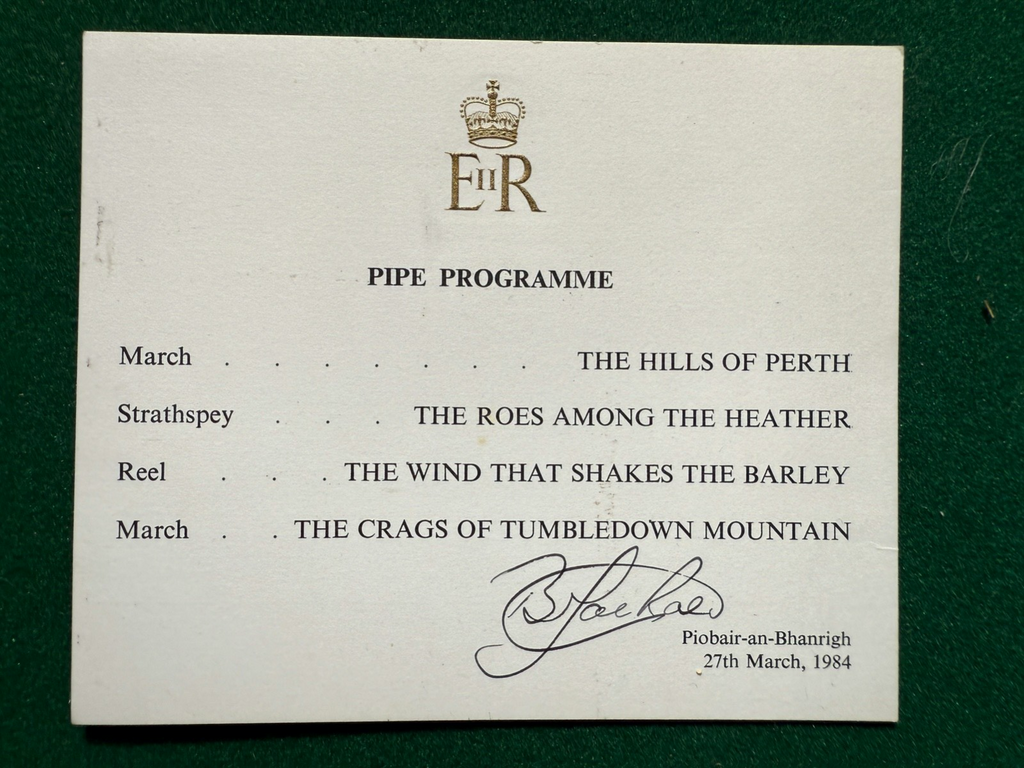 EIIR
PIPE PROGRAMME
March . . . . . . . THE HILLS OF PERTH
Strathspey . . . THE ROES AMONG THE HEATHER
Reel . . . THE WIND THAT SHAKES THE BARLEY
March . . THE CRAGS OF TUMBLEDOWN MOUNTAIN
Piobair-an-Bhanrigh
27th March, 1984